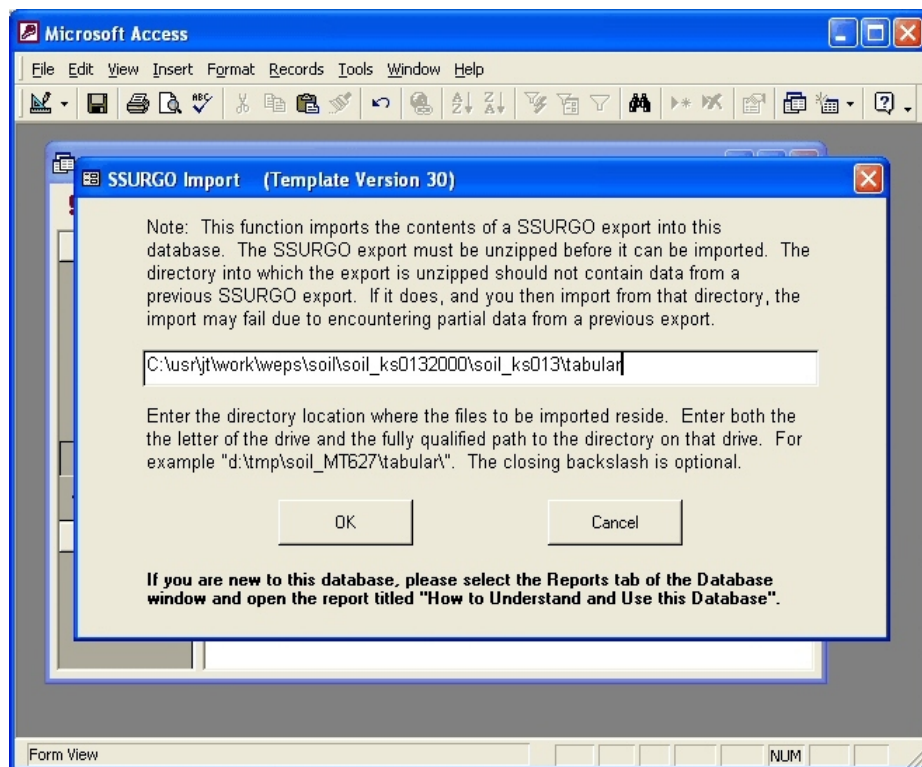 Microsoft Access
File Edit View Insert Format Records Tools Window Help
SSURGO Import (Template Version 30)
Note: This function imports the contents of a SSURGO export into this
database. The SSURGO export must be unzipped before it can be imported. The
directory into which the export is unzipped should not contain data from a
previous SSURGO export. If it does, and you then import from that directory, the
import may fail due to encountering partial data from a previous export.
C:\usr\jt\work\weps\soil\soil_ks0132000\soil_ks013\tabular
Enter the directory location where the files to be imported reside. Enter both the
the letter of the drive and the fully qualified path to the directory on that drive. For
example "d:\tmp\soil_MT627\tabular\". The closing backslash is optional.
OK Cancel
If you are new to this database, please select the Reports tab of the Database
window and open the report titled "How to Understand and Use this Database".
Form View NUM